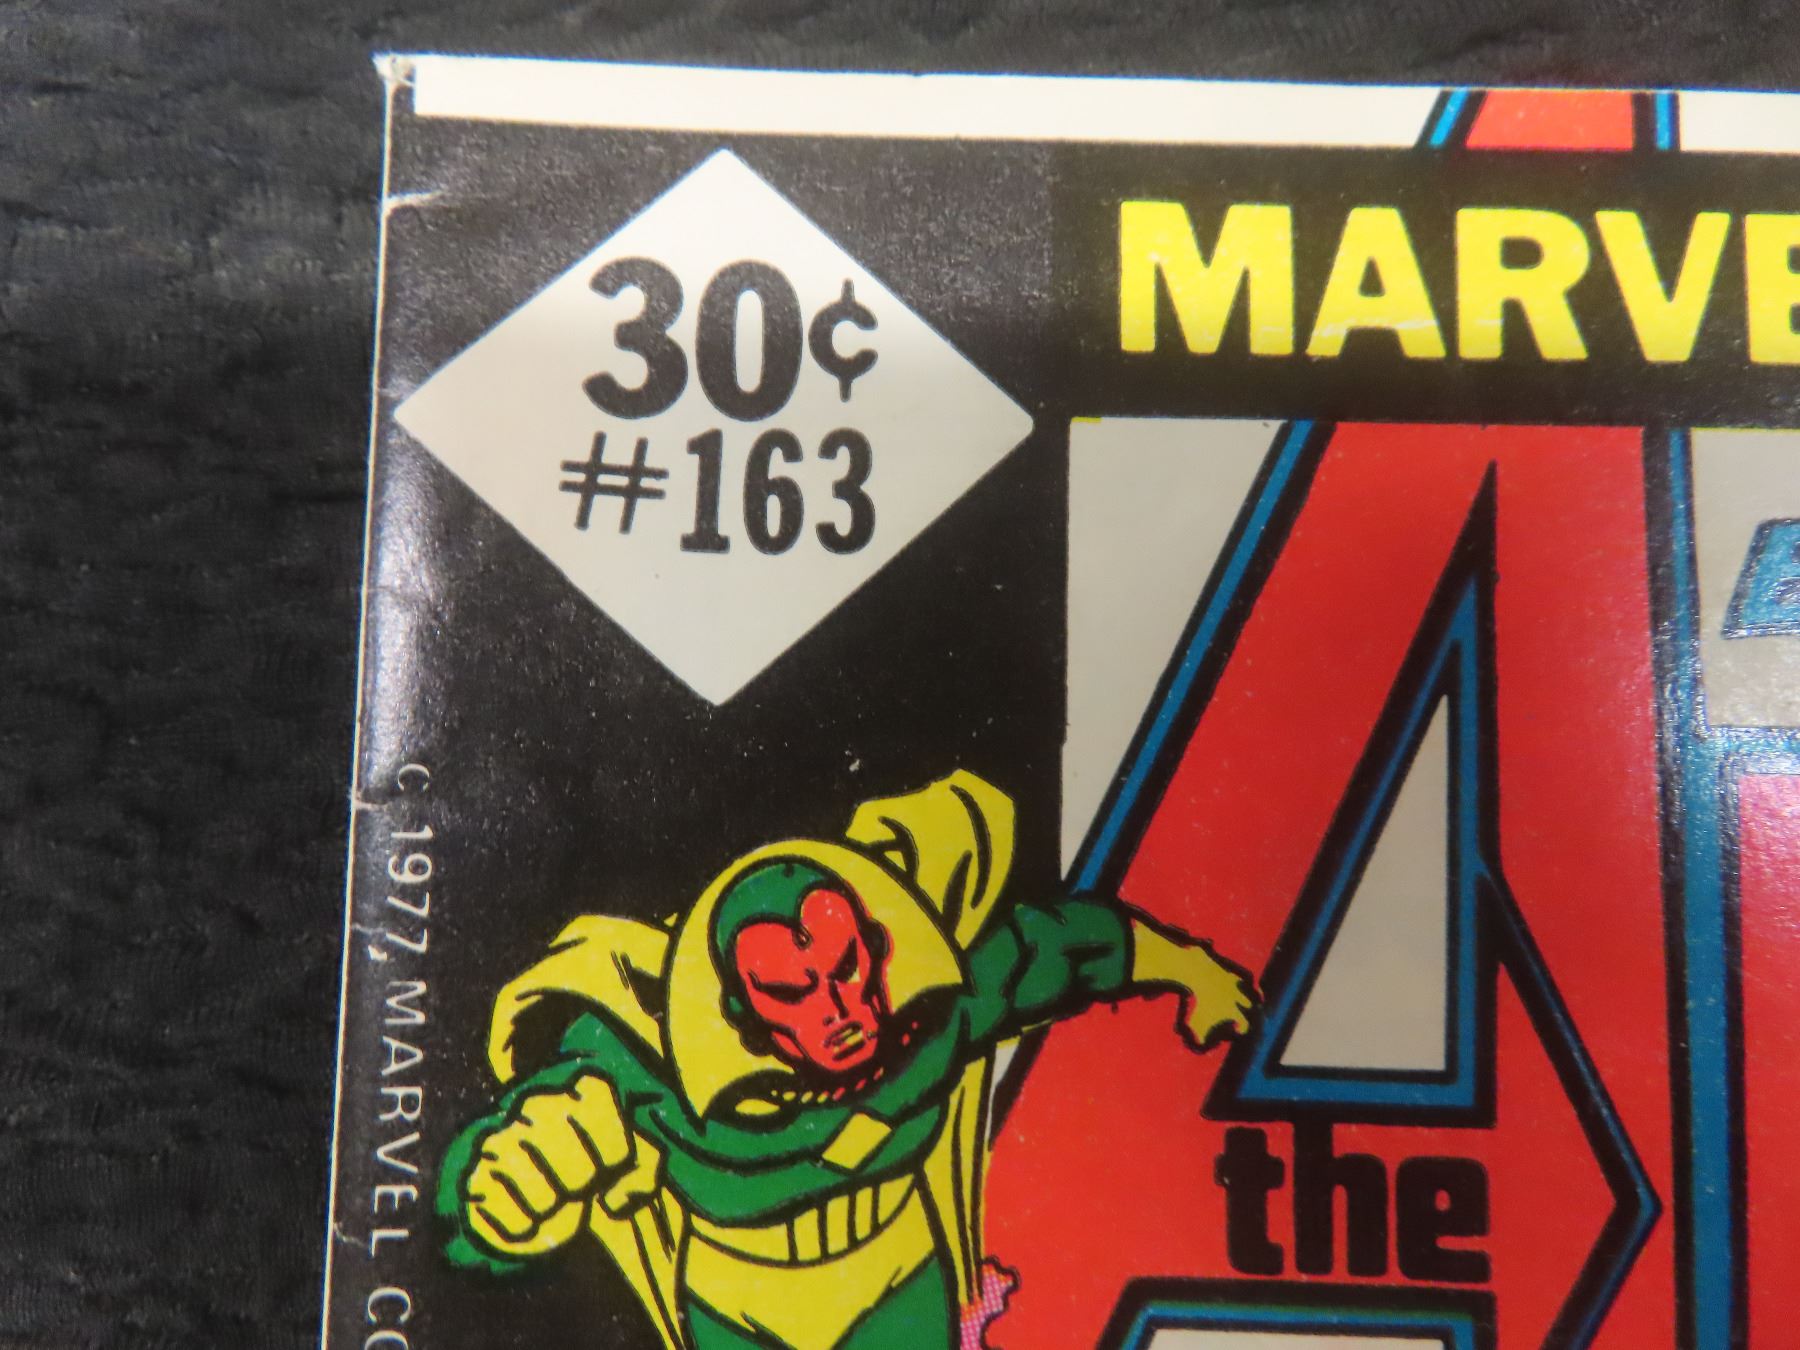 30¢
#163
MARVE
the
C 1977, MARVEL CO